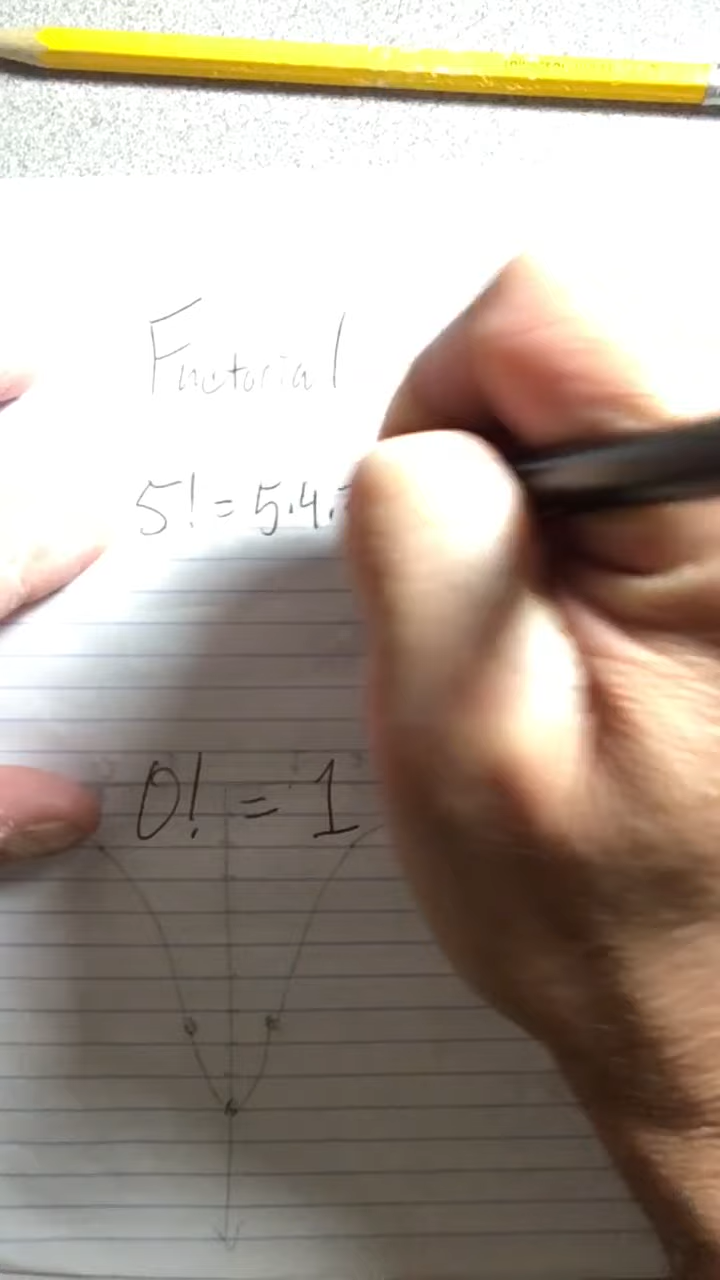 Factorial
5! = 5.4.
0! = 1